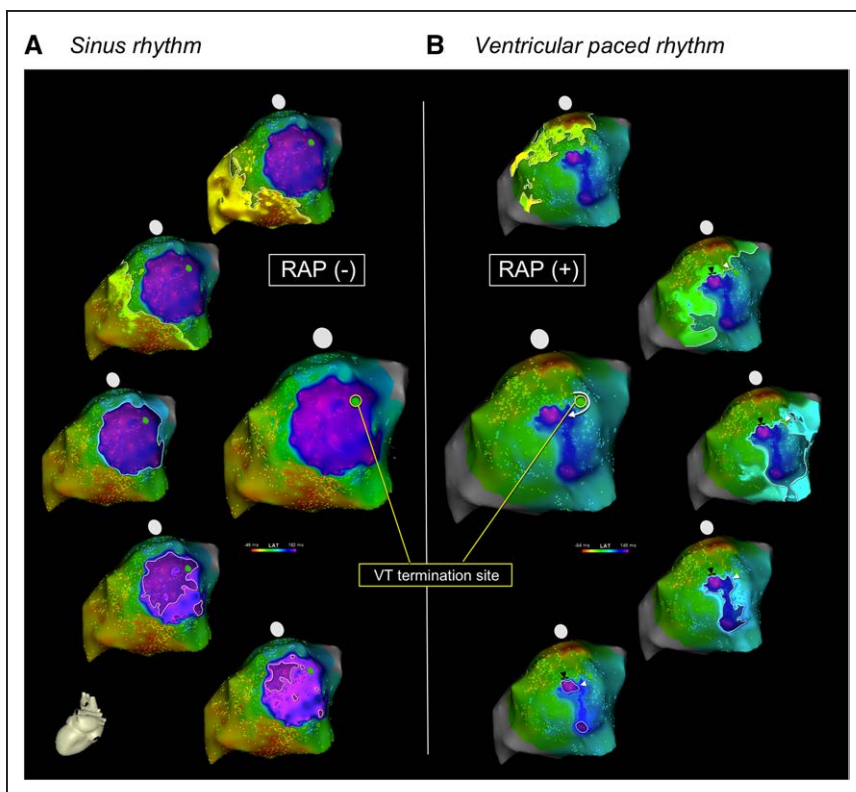 A Sinus rhythm
B Ventricular paced rhythm
RAP (-)
RAP (+)
LAT
LAT
VT termination site